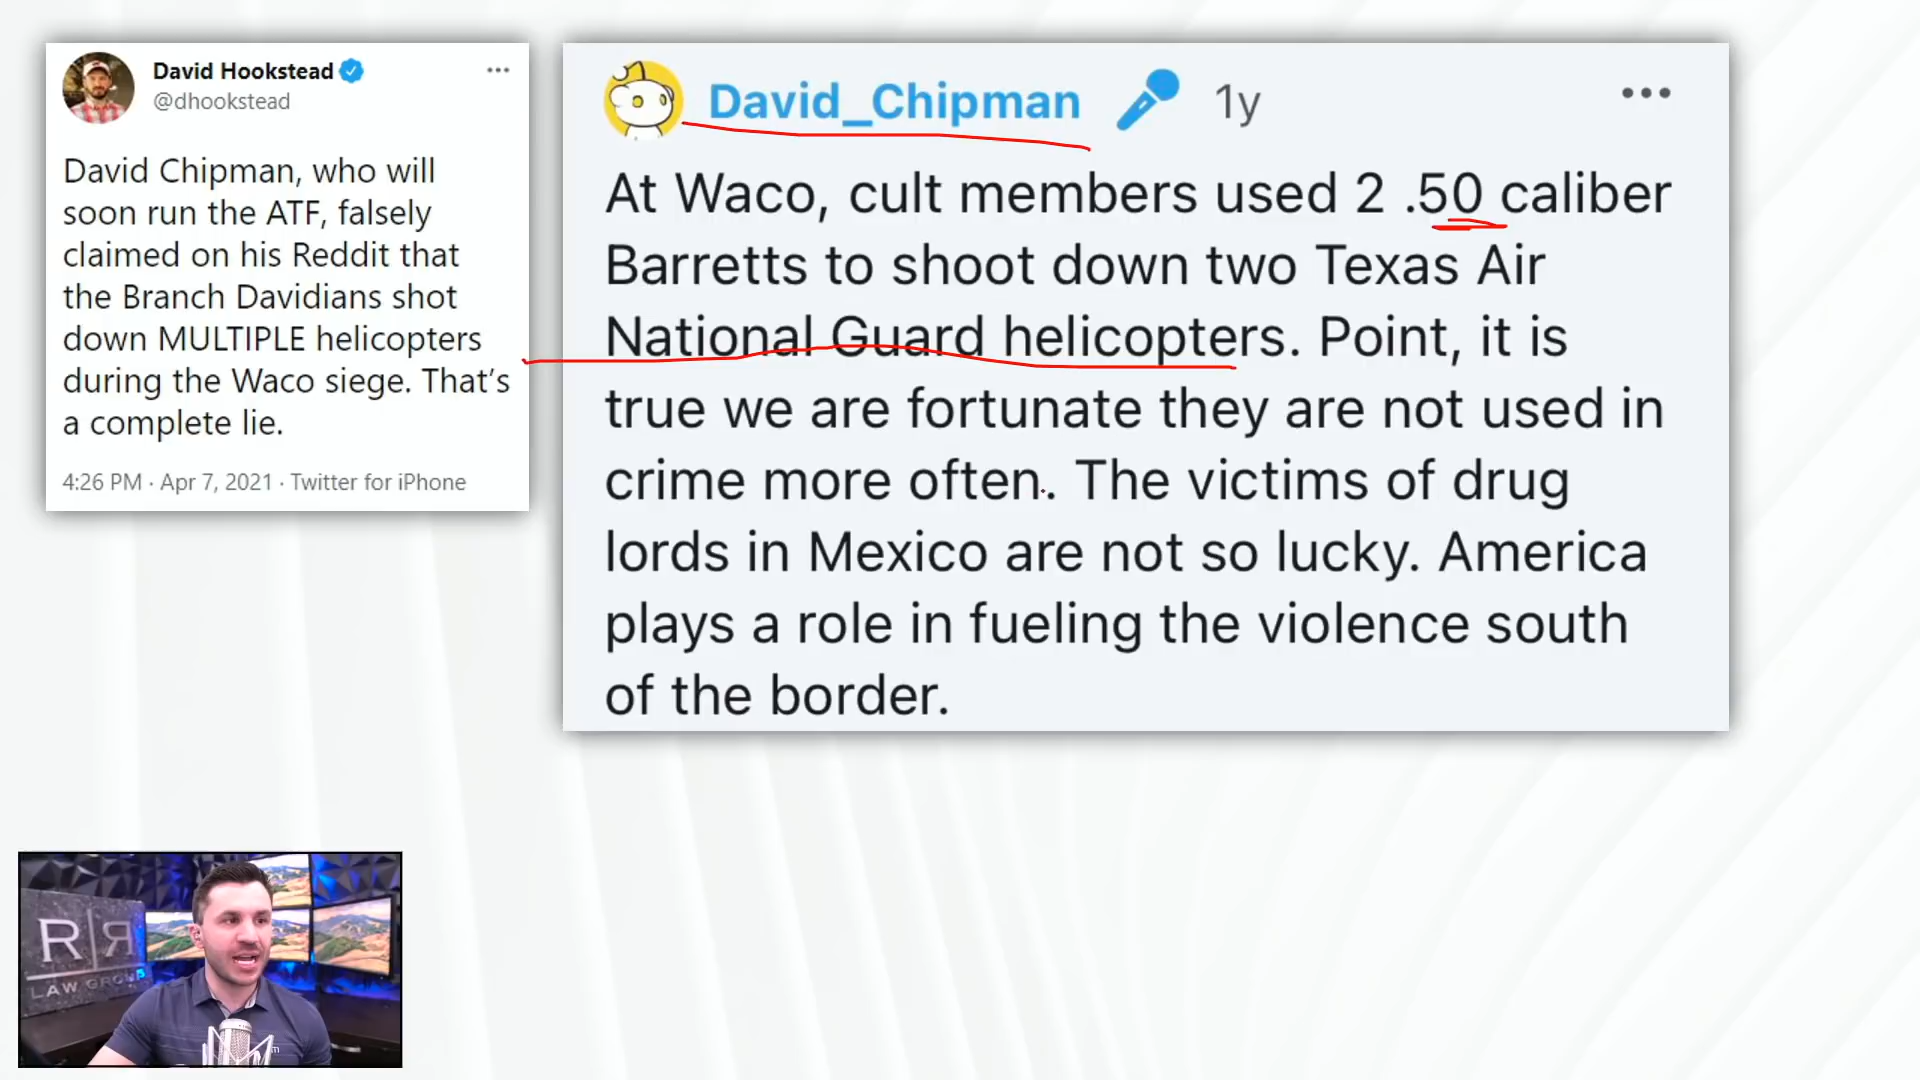 David Hookstead
@dhookstead
David Chipman, who will
soon run the ATF, falsely
claimed on his Reddit that
the Branch Davidians shot
down MULTIPLE helicopters
during the Waco siege. That's
a complete lie.
4:26 PM · Apr 7, 2021 · Twitter for iPhone
David_Chipman 1y
At Waco, cult members used 2 .50 caliber
Barretts to shoot down two Texas Air
National Guard helicopters. Point, it is
true we are fortunate they are not used in
crime more often. The victims of drug
lords in Mexico are not so lucky. America
plays a role in fueling the violence south
of the border.
R|R
LAW GROUP